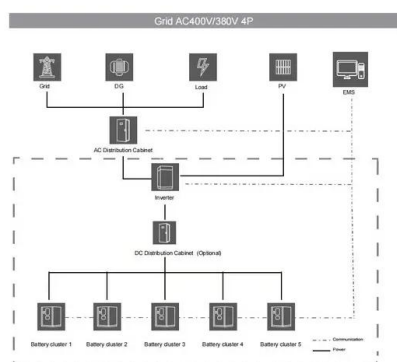 Grid AC400V/380V 4P
Grid
DG
Load
PV
EMS
AC Distribution Cabinet
Inverter
DC Distribution Cabinet (Optional)
Battery cluster 1
Battery cluster 2
Battery cluster 3
Battery cluster 4
Battery cluster 5
Communication
Power